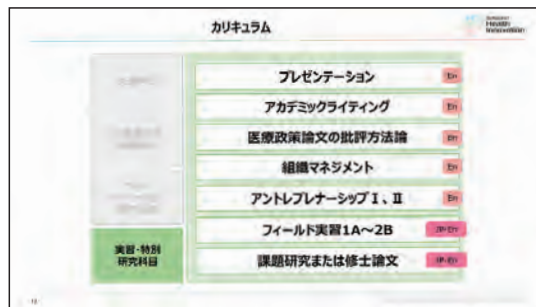 カリキュラム
Health
Innovation
プレゼンテーション En
アカデミックライティング En
医療政策論文の批評方法論 En
組織マネジメント En
アントレプレナーシップⅠ、Ⅱ En
フィールド実習1A～2B JP・En
実習・特別
研究科目
課題研究または修士論文 JP・En